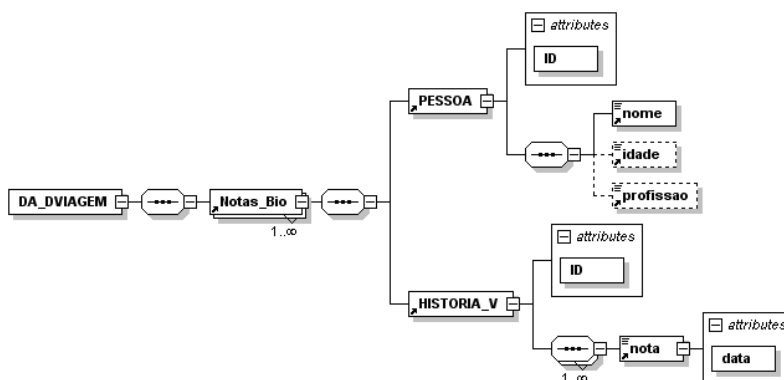 attributes
ID
PESSOA
nome
idade
profissao
DA_DVIAGEM
Notas_Bio
1..∞
attributes
ID
HISTORIA_V
nota
1..∞
attributes
data